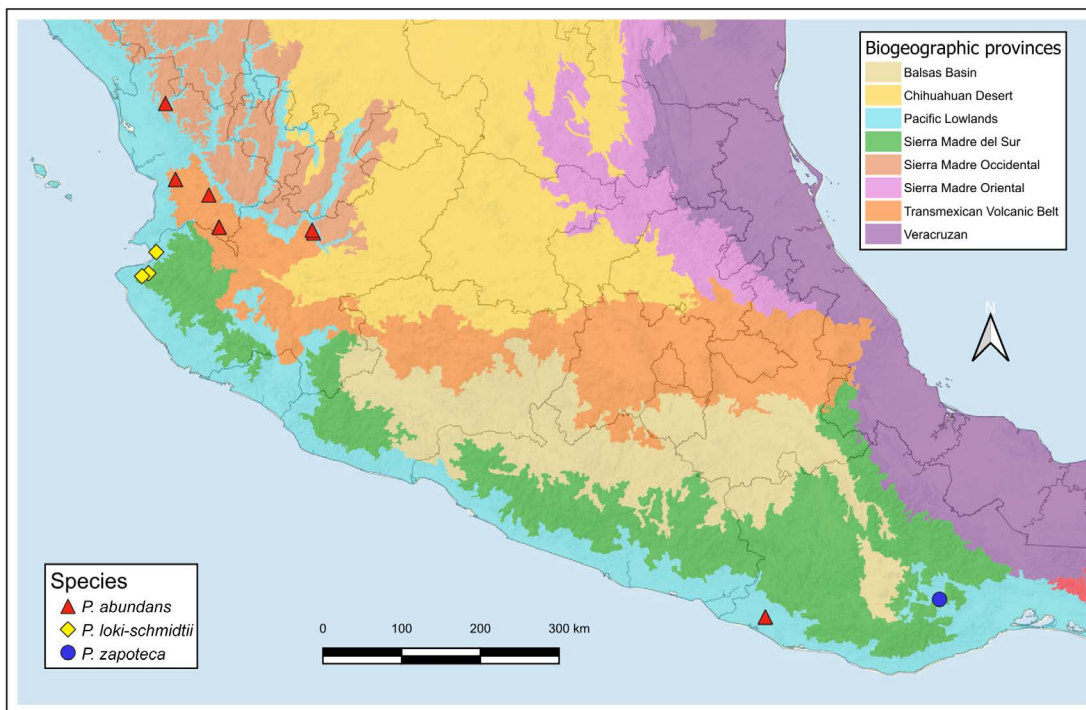 Biogeographic provinces
Balsas Basin
Chihuahuan Desert
Pacific Lowlands
Sierra Madre del Sur
Sierra Madre Occidental
Sierra Madre Oriental
Transmexican Volcanic Belt
Veracruzan
N
Species
P. abundans
P. loki-schmidtii
P. zapoteca
0 100 200 300 km